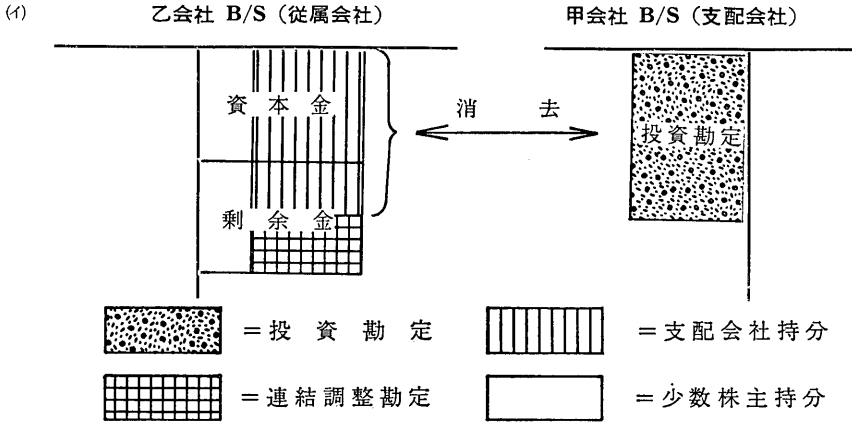 (イ)
乙会社 B/S（従属会社）
甲会社 B/S（支配会社）
資本金
消去
投資勘定
剰余金
＝投資勘定
＝支配会社持分
＝連結調整勘定
＝少数株主持分